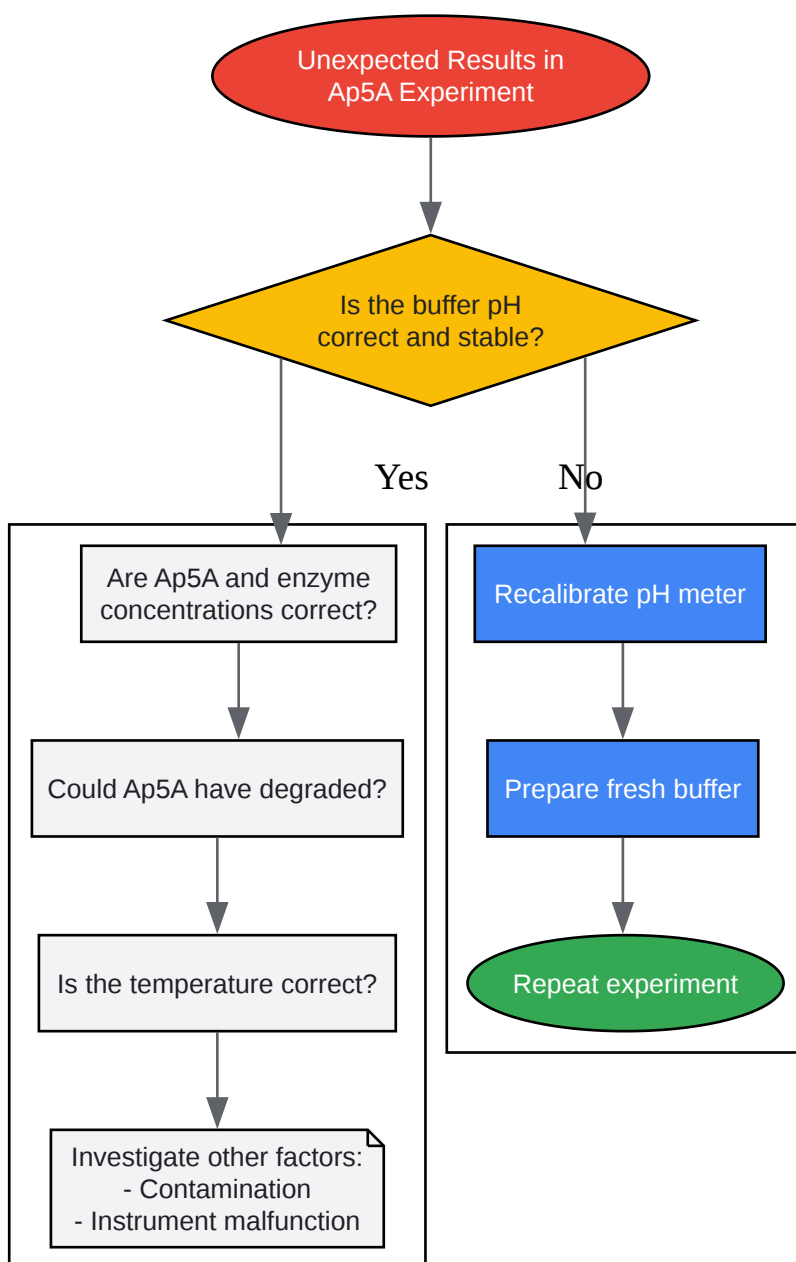 Unexpected Results in
Ap5A Experiment
Is the buffer pH
correct and stable?
Yes
No
Are Ap5A and enzyme
concentrations correct?
Could Ap5A have degraded?
Is the temperature correct?
Investigate other factors:
- Contamination
- Instrument malfunction
Recalibrate pH meter
Prepare fresh buffer
Repeat experiment